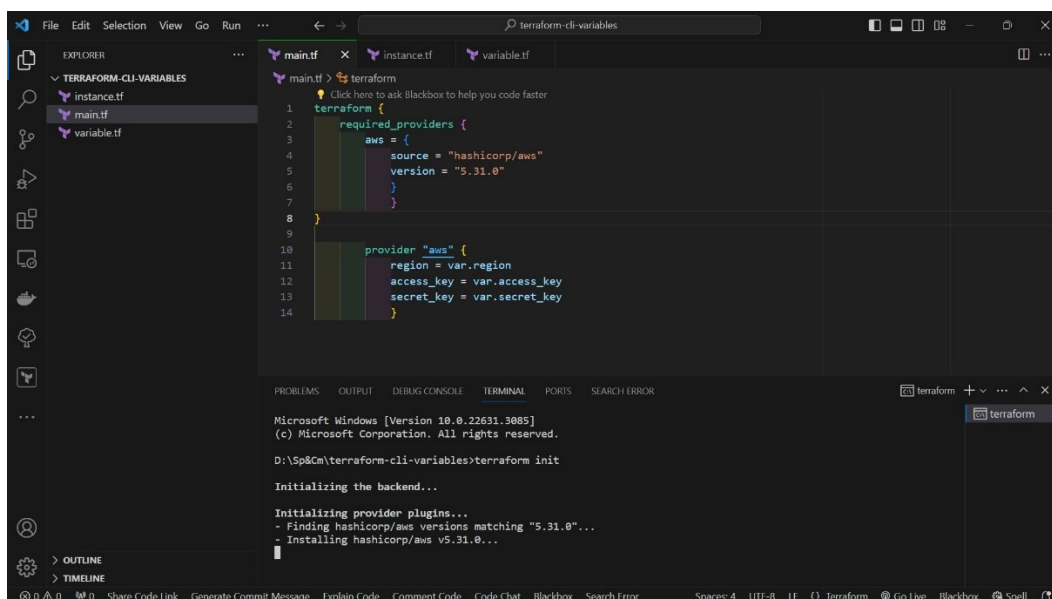 File Edit Selection View Go Run ··· terraform-cli-variables
EXPLORER ···
TERRAFORM-CLI-VARIABLES
instance.tf
main.tf
variable.tf
OUTLINE
TIMELINE
main.tf × instance.tf variable.tf ···
main.tf > terraform
Click here to ask Blackbox to help you code faster
1 terraform {
2 required_providers {
3 aws = {
4 source = "hashicorp/aws"
5 version = "5.31.0"
6 }
7 }
8 }
9
10 provider "aws" {
11 region = var.region
12 access_key = var.access_key
13 secret_key = var.secret_key
14 }
PROBLEMS OUTPUT DEBUG CONSOLE TERMINAL PORTS SEARCH ERROR terraform
terraform
Microsoft Windows [Version 10.0.22631.3085]
(c) Microsoft Corporation. All rights reserved.
D:\Sp&Cm\terraform-cli-variables>terraform init
Initializing the backend...
Initializing provider plugins...
- Finding hashicorp/aws versions matching "5.31.0"...
- Installing hashicorp/aws v5.31.0...
0 0 0 Share Code Link Generate Commit Message Explain Code Comment Code Code Chat Blackbox Search Error Spaces: 4 UTF-8 LF {} Terraform Go Live Blackbox Spell